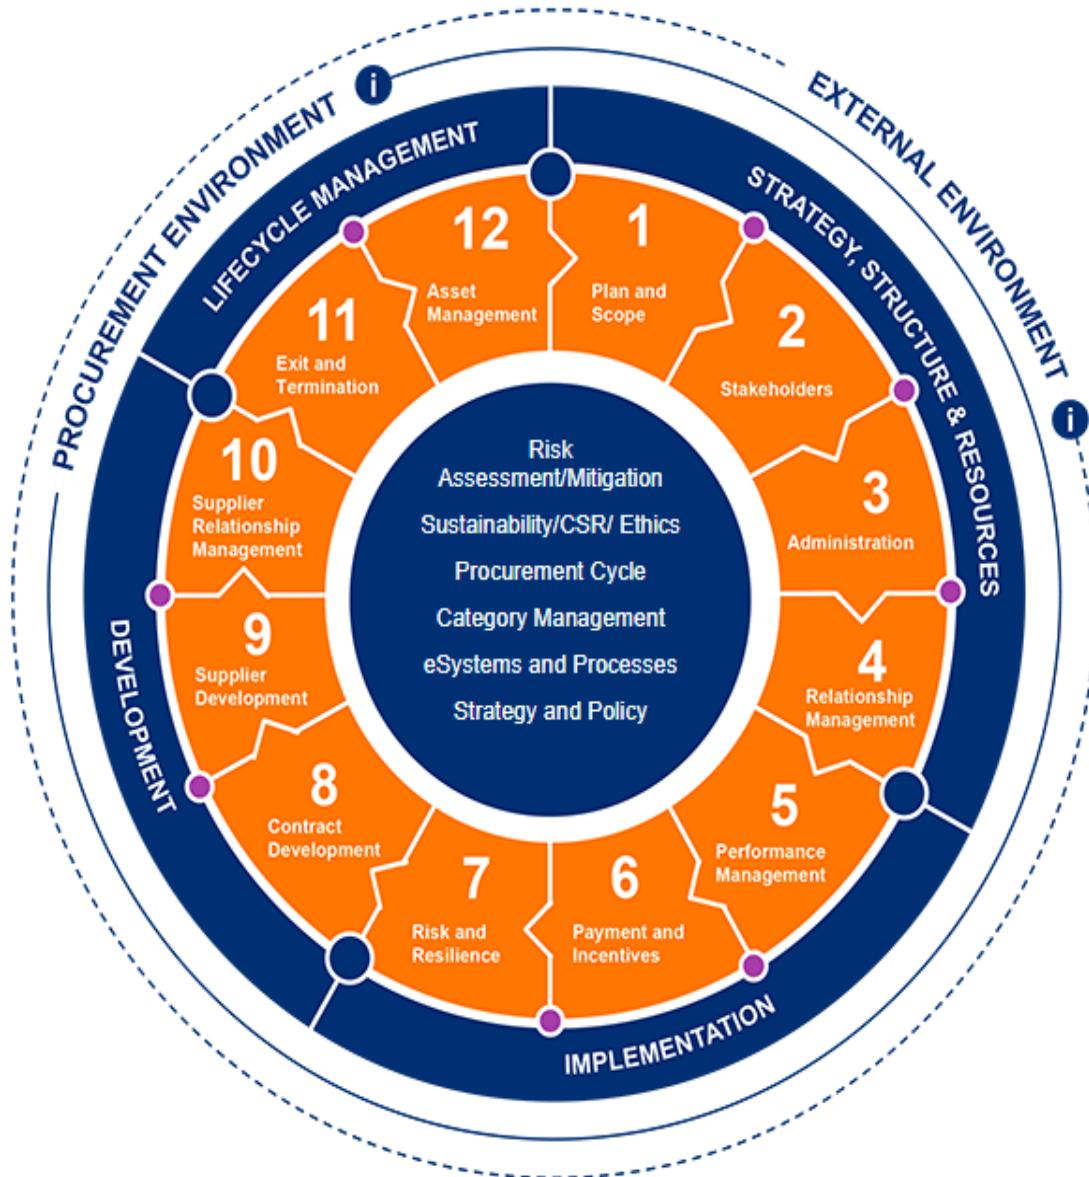 EXTERNAL ENVIRONMENT
i
PROCUREMENT ENVIRONMENT
i
STRATEGY, STRUCTURE & RESOURCES
IMPLEMENTATION
DEVELOPMENT
LIFECYCLE MANAGEMENT
1
Plan and
Scope
2
Stakeholders
3
Administration
4
Relationship
Management
5
Performance
Management
6
Payment and
Incentives
7
Risk and
Resilience
8
Contract
Development
9
Supplier
Development
10
Supplier
Relationship
Management
11
Exit and
Termination
12
Asset
Management
Risk
Assessment/Mitigation
Sustainability/CSR/ Ethics
Procurement Cycle
Category Management
eSystems and Processes
Strategy and Policy